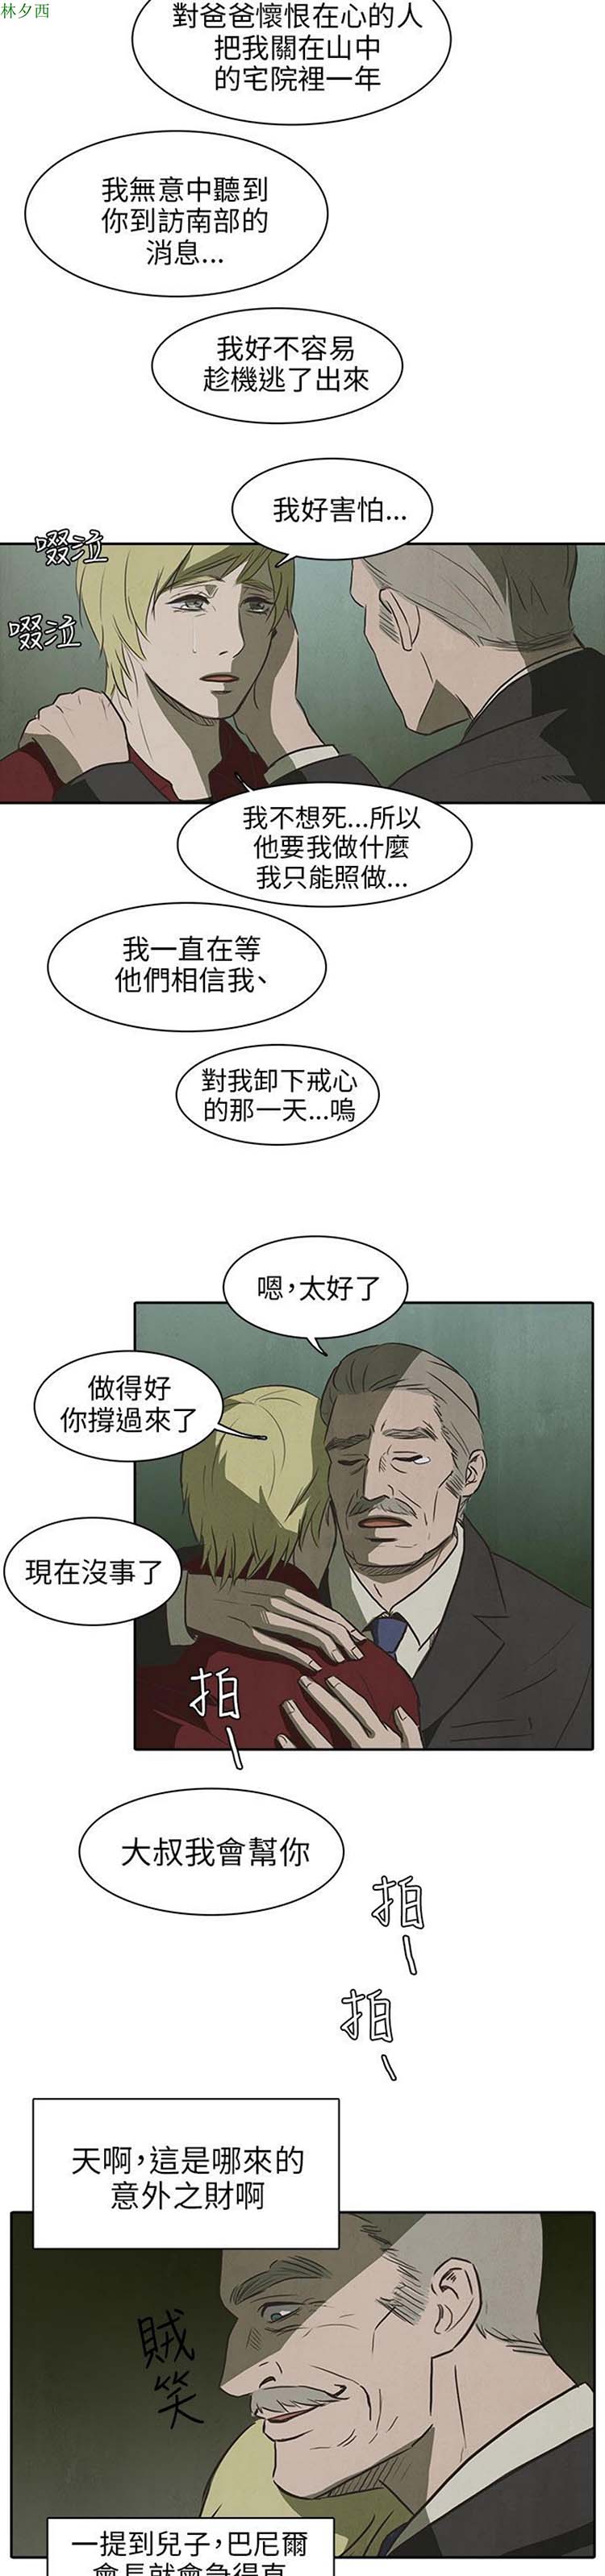 林夕西
對爸爸懷恨在心的人
把我關在山中
的宅院裡一年
我無意中聽到
你到訪南部的
消息...
我好不容易
趁機逃了出來
我好害怕...
啜泣
啜泣
我不想死...所以
他要我做什麼
我只能照做...
我一直在等
他們相信我、
對我卸下戒心
的那一天...嗚
嗯，太好了
做得好
你撐過來了
現在沒事了
拍
大叔我會幫你
拍
拍
天啊，這是哪來的
意外之財啊
賊笑
一提到兒子，巴尼爾
會長就會急得直